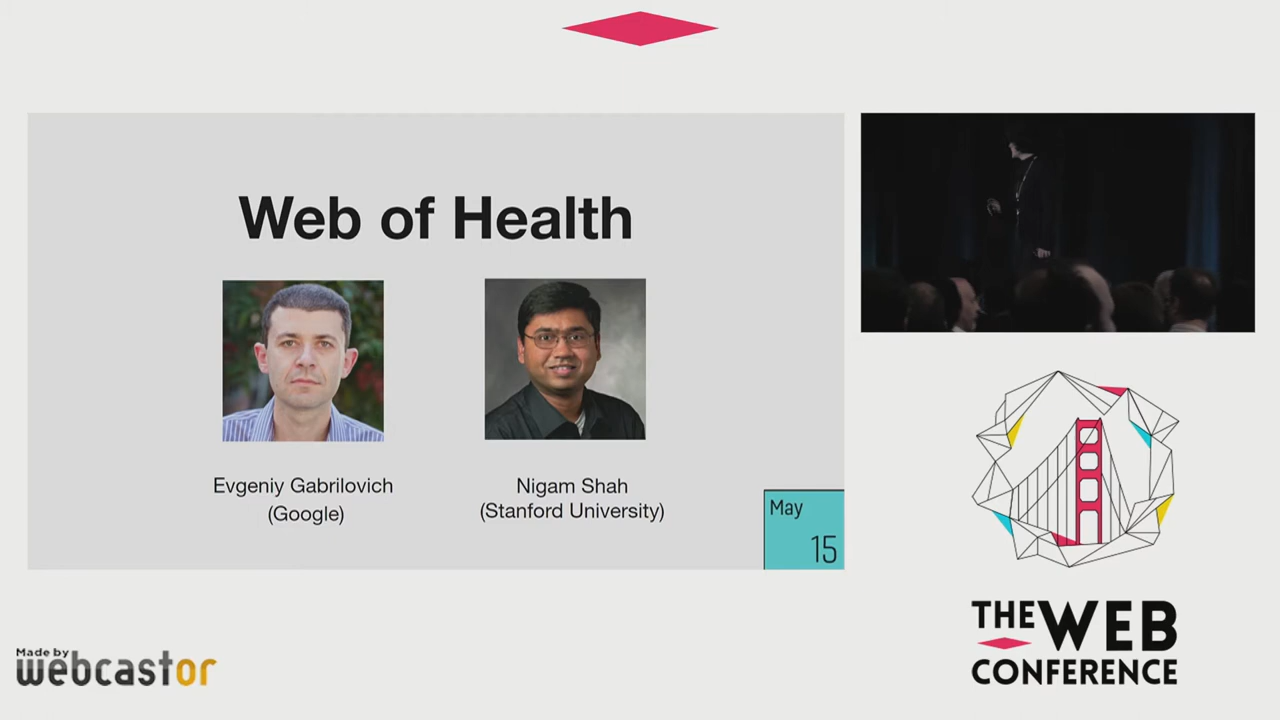 Web of Health
Evgeniy Gabrilovich
(Google)
Nigam Shah
(Stanford University)
May
15
THE WEB
CONFERENCE
Made by
webcastor